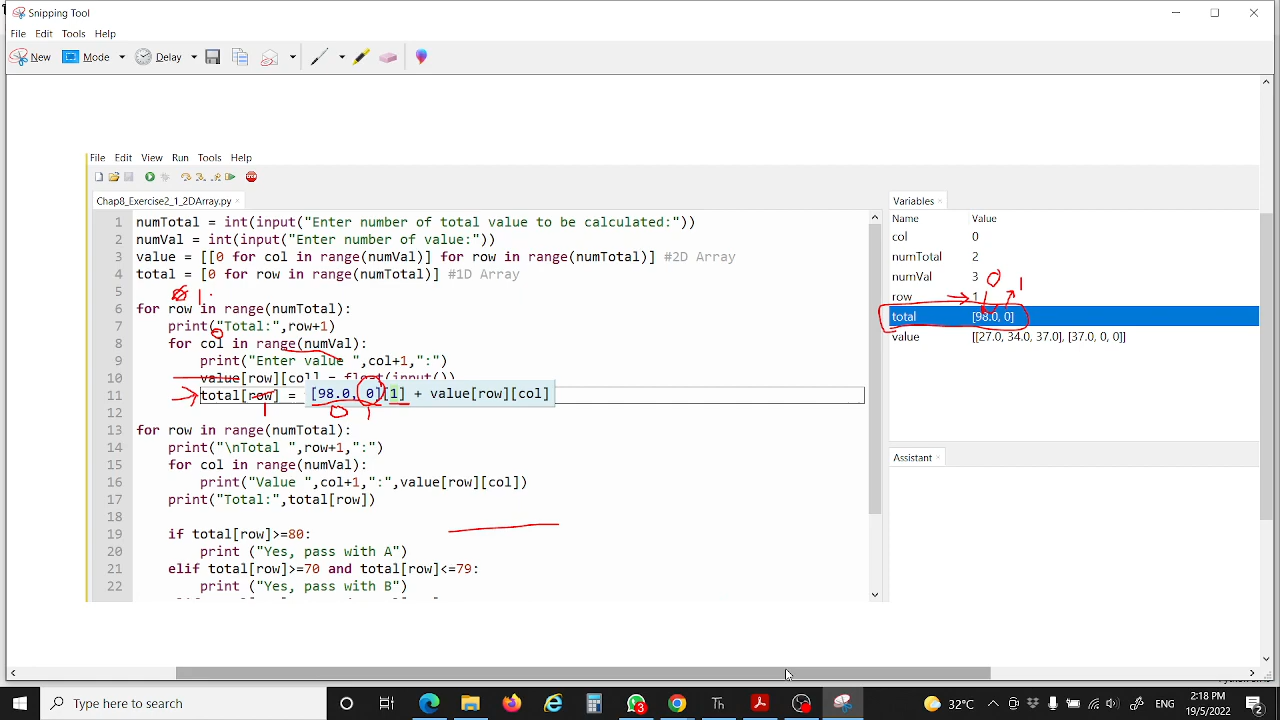 Snipping Tool
File Edit Tools Help
New Mode Delay
File Edit View Run Tools Help
Chap8_Exercise2_1_2DArray.py
1 numTotal = int(input("Enter number of total value to be calculated:"))
2 numVal = int(input("Enter number of value:"))
3 value = [[0 for col in range(numVal)] for row in range(numTotal)] #2D Array
4 total = [0 for row in range(numTotal)] #1D Array
5 0 1
6 for row in range(numTotal):
7 print("Total:",row+1)
0
8 for col in range(numVal):
9 print("Enter value ",col+1,":")
10 value[row][col] = float(input())
11 total[row] = [98.0, 0][1] + value[row][col]
1 0 1
12
13 for row in range(numTotal):
14 print("\nTotal ",row+1,":")
15 for col in range(numVal):
16 print("Value ",col+1,":",value[row][col])
17 print("Total:",total[row])
18
19 if total[row]>=80:
20 print ("Yes, pass with A")
21 elif total[row]>=70 and total[row]<=79:
22 print ("Yes, pass with B")
Variables
Name Value
col 0
numTotal 2
numVal 3
0 1
row 1
total [98.0, 0]
value [[27.0, 34.0, 37.0], [37.0, 0, 0]]
Assistant
Type here to search
3
Th
32°C
2:18 PM
19/5/2022